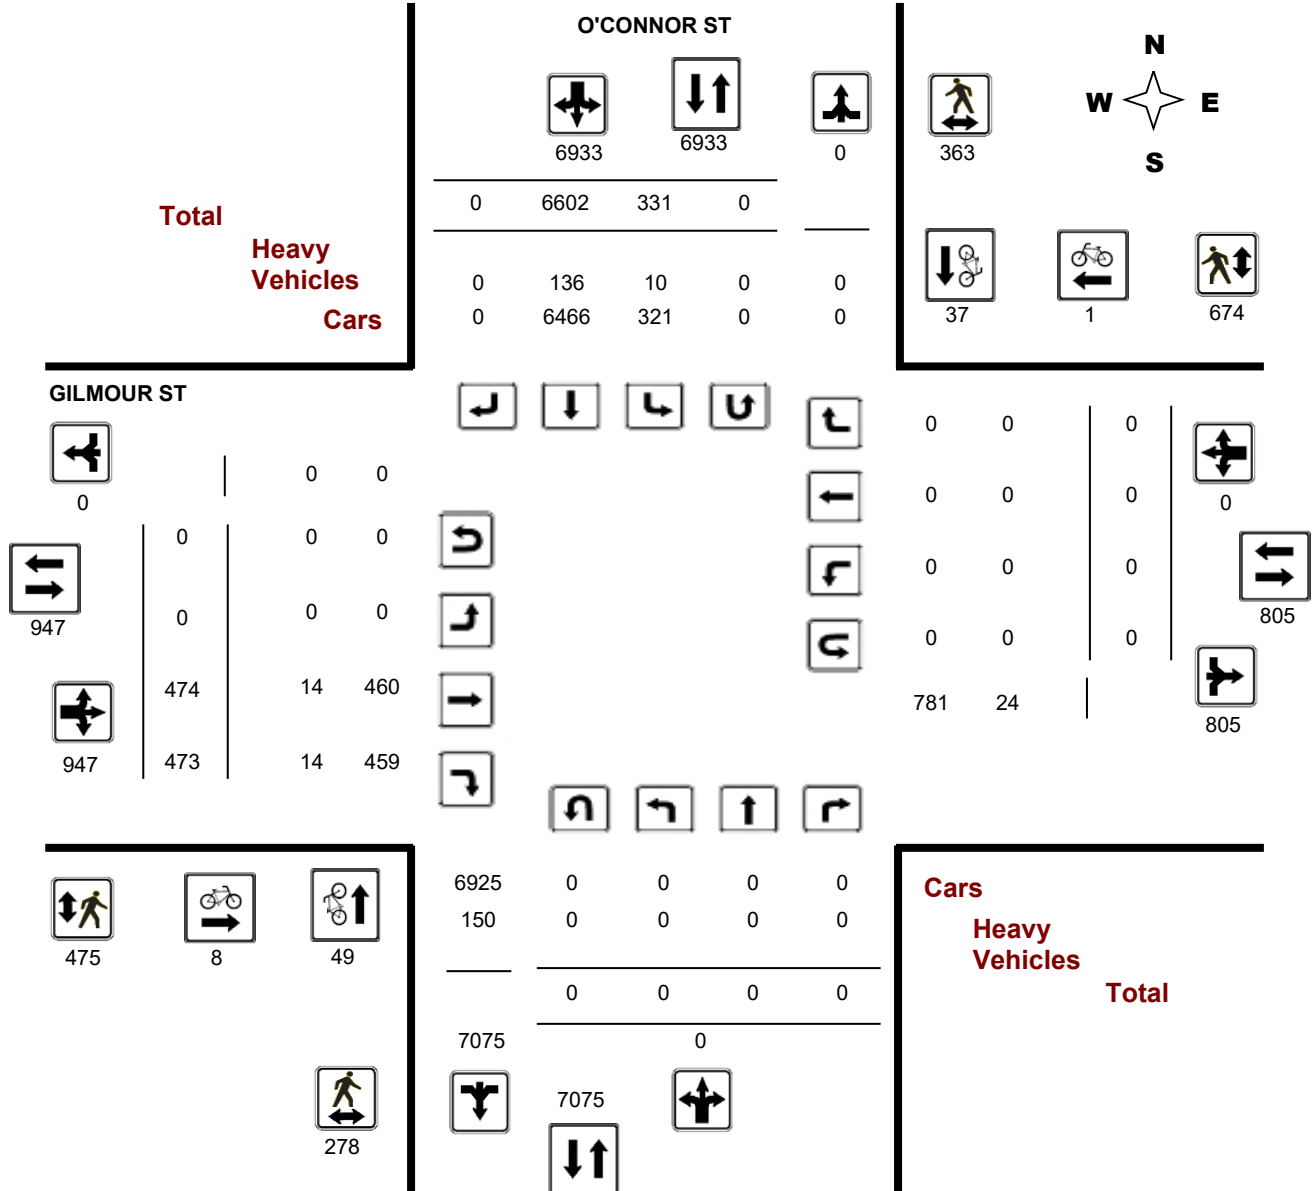 O'CONNOR ST
N
W E
S
6933 6933 0 363
0 6602 331 0
Total
Heavy
Vehicles
0 136 10 0 0
Cars
0 6466 321 0 0
37 1 674
GILMOUR ST
0 0 0
0 0 0
0
0 0 0 0
0 0 0
0 0 0
947
805
0 0 0
0 0 0
474 14 460
781 24
805
947 473 14 459
6925 0 0 0 0
Cars
150 0 0 0 0
Heavy
Vehicles
475 8 49
0 0 0 0
Total
7075 0
7075
278